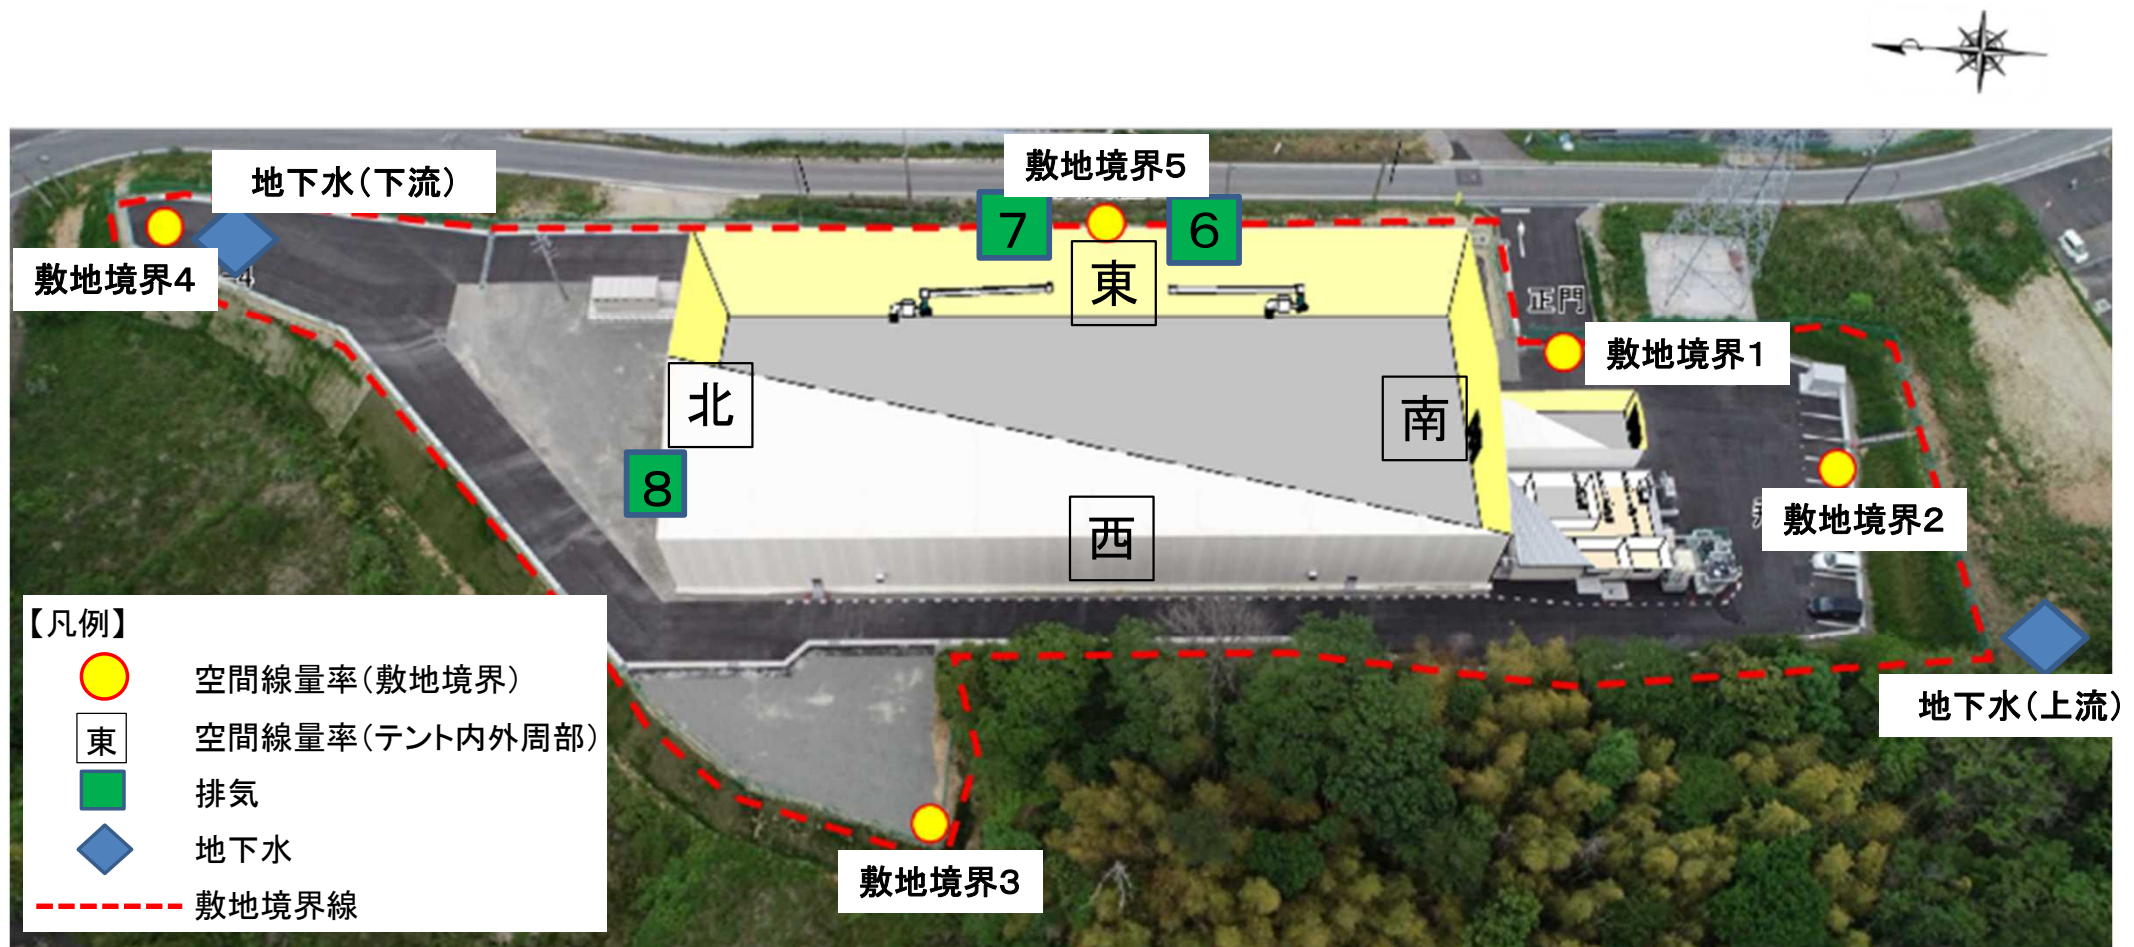 地下水(下流)
敷地境界5
7
6
敷地境界4
東
正門
敷地境界1
北
南
8
西
敷地境界2
地下水(上流)
敷地境界3
【凡例】
空間線量率(敷地境界)
東 空間線量率(テント内外周部)
排気
地下水
敷地境界線